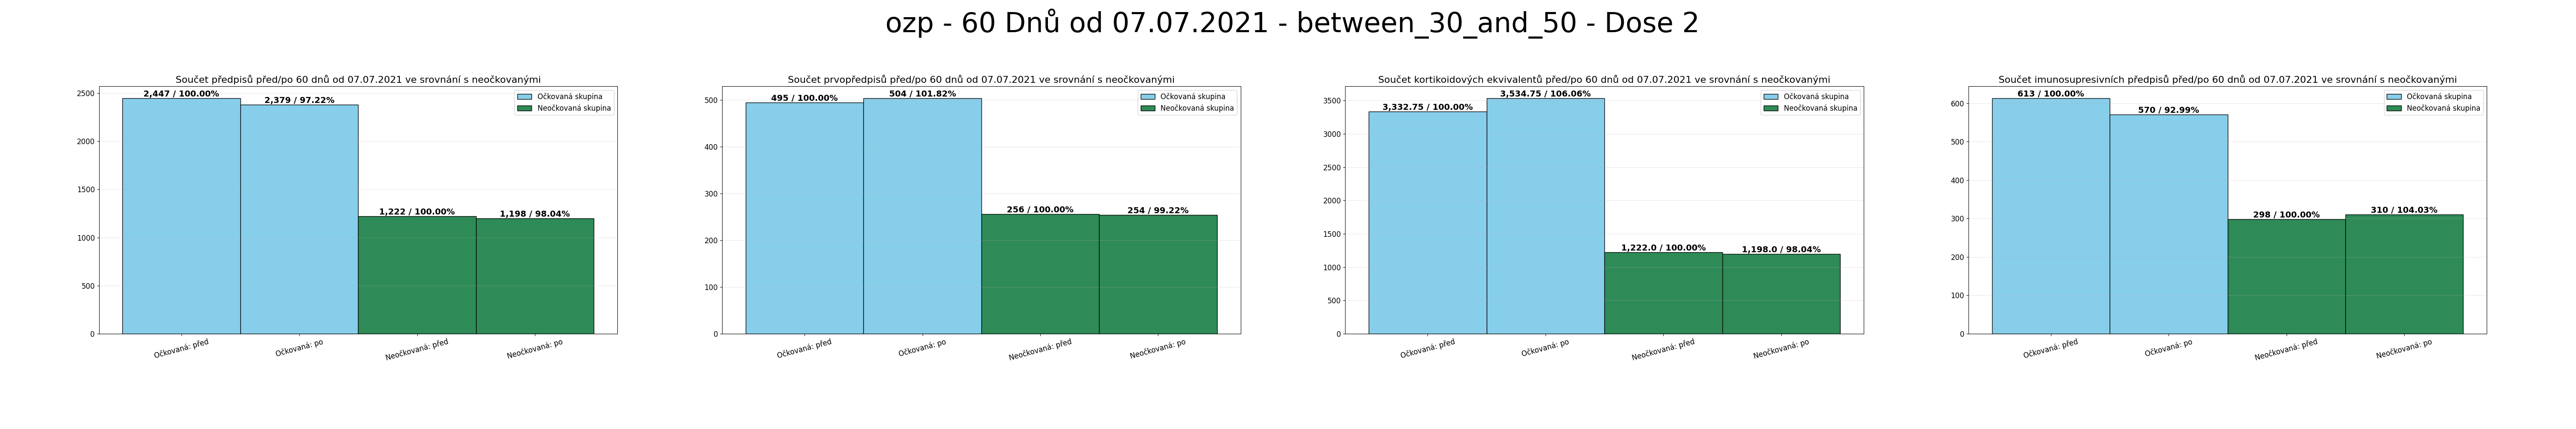 ozp - 60 Dnů od 07.07.2021 - between_30_and_50 - Dose 2
Součet předpisů před/po 60 dnů od 07.07.2021 ve srovnání s neočkovanými
2500
2000
1500
1000
500
0
2,447 / 100.00%
2,379 / 97.22%
1,222 / 100.00%
1,198 / 98.04%
Očkovaná skupina
Neočkovaná skupina
Očkovaná: před
Očkovaná: po
Neočkovaná: před
Neočkovaná: po
Součet prvopředpisů před/po 60 dnů od 07.07.2021 ve srovnání s neočkovanými
500
400
300
200
100
0
495 / 100.00%
504 / 101.82%
256 / 100.00%
254 / 99.22%
Očkovaná skupina
Neočkovaná skupina
Očkovaná: před
Očkovaná: po
Neočkovaná: před
Neočkovaná: po
Součet kortikoidových ekvivalentů před/po 60 dnů od 07.07.2021 ve srovnání s neočkovanými
3500
3000
2500
2000
1500
1000
500
0
3,332.75 / 100.00%
3,534.75 / 106.06%
1,222.0 / 100.00%
1,198.0 / 98.04%
Očkovaná skupina
Neočkovaná skupina
Očkovaná: před
Očkovaná: po
Neočkovaná: před
Neočkovaná: po
Součet imunosupresivních předpisů před/po 60 dnů od 07.07.2021 ve srovnání s neočkovanými
600
500
400
300
200
100
0
613 / 100.00%
570 / 92.99%
298 / 100.00%
310 / 104.03%
Očkovaná skupina
Neočkovaná skupina
Očkovaná: před
Očkovaná: po
Neočkovaná: před
Neočkovaná: po